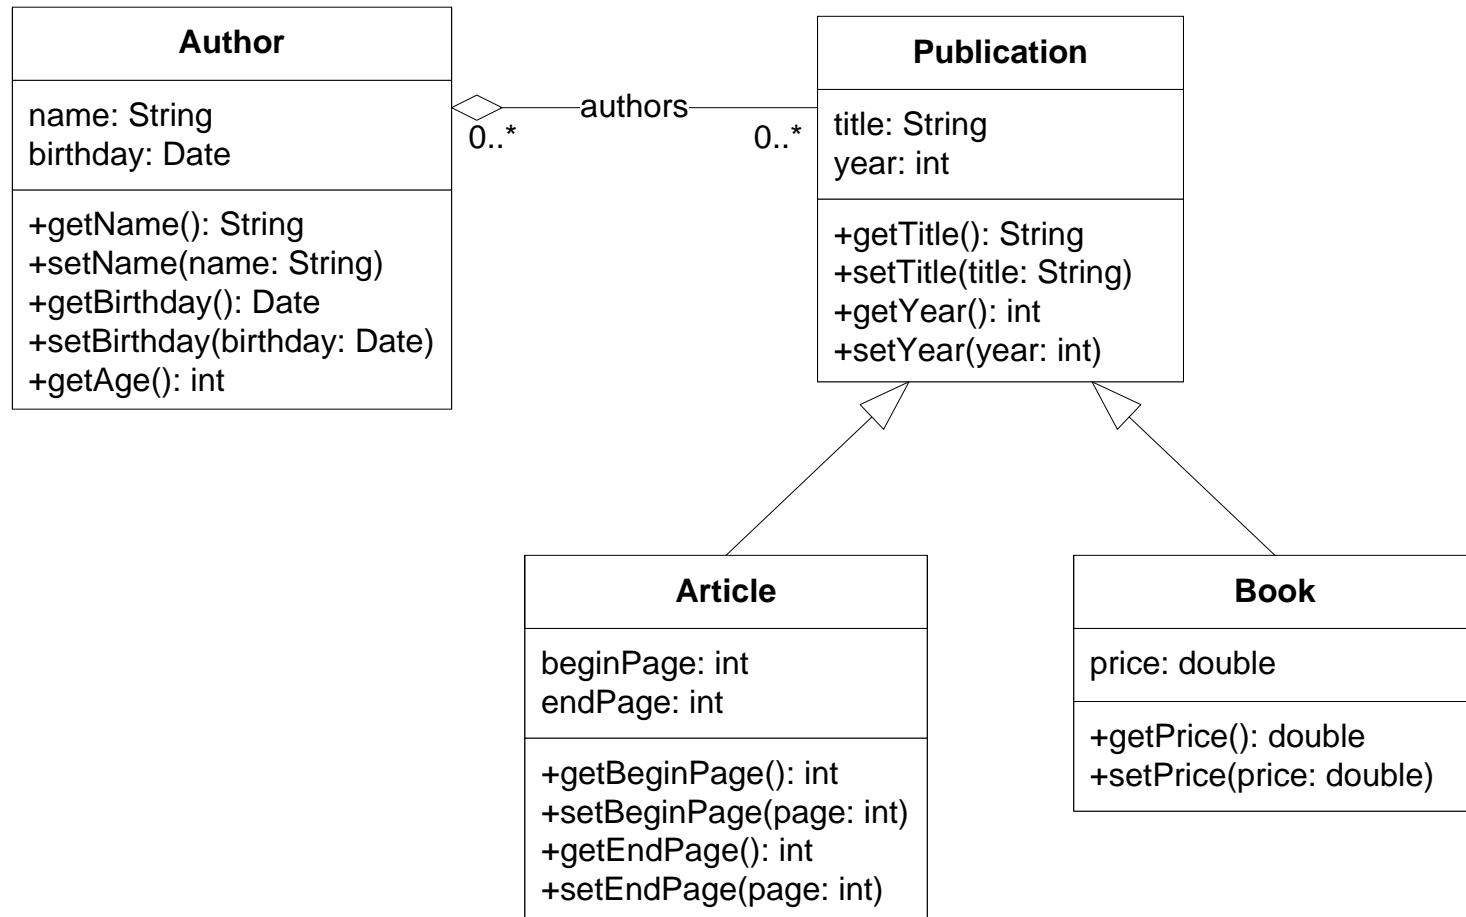 Author
name: String
birthday: Date
+getName(): String
+setName(name: String)
+getBirthday(): Date
+setBirthday(birthday: Date)
+getAge(): int
authors
0..*
0..*
Publication
title: String
year: int
+getTitle(): String
+setTitle(title: String)
+getYear(): int
+setYear(year: int)
Article
beginPage: int
endPage: int
+getBeginPage(): int
+setBeginPage(page: int)
+getEndPage(): int
+setEndPage(page: int)
Book
price: double
+getPrice(): double
+setPrice(price: double)